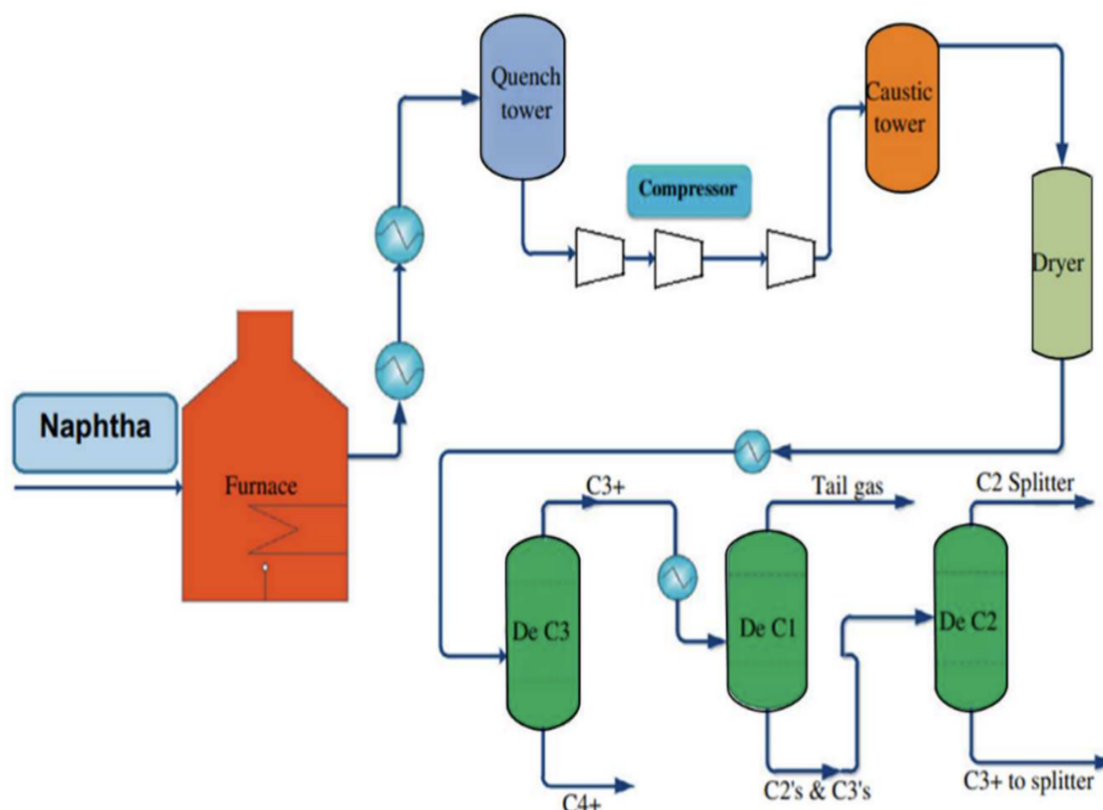 Quench
tower
Caustic
tower
Compressor
Dryer
Naphtha
Furnace
C3+
Tail gas
C2 Splitter
De C3
De C1
De C2
C4+
C2's & C3's
C3+ to splitter